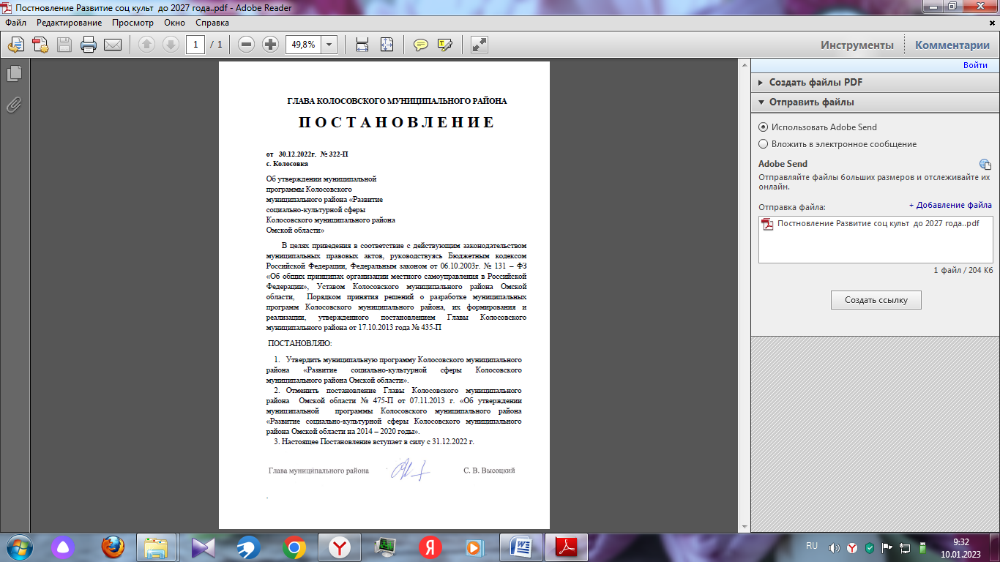 Постновление Развитие соц культ  до 2027 года..pdf - Adobe Reader
Файл Редактирование Просмотр Окно Справка
1 / 1 49,8% Инструменты Комментарии
Войти
Создать файлы PDF
Отправить файлы
Использовать Adobe Send
Вложить в электронное сообщение
Adobe Send
Отправляйте файлы больших размеров и отслеживайте их
онлайн.
Отправка файла: + Добавление файла
Постновление Развитие соц культ  до 2027 года..pdf
1 файл / 204 Кб
Создать ссылку
ГЛАВА КОЛОСОВСКОГО МУНИЦИПАЛЬНОГО РАЙОНА
П О С Т А Н О В Л Е Н И Е
от 30.12.2022г. № 322-П
с. Колосовка
Об утверждении муниципальной
программы Колосовского
муниципального района «Развитие
социально-культурной сферы
Колосовского муниципального района
Омской области»
В целях приведения в соответствие с действующим законодательством
муниципальных правовых актов, руководствуясь Бюджетным кодексом
Российской Федерации, Федеральным законом от 06.10.2003г. № 131 – ФЗ
«Об общих принципах организации местного самоуправления в Российской
Федерации», Уставом Колосовского муниципального района Омской
области, Порядком принятия решений о разработке муниципальных
программ Колосовского муниципального района, их формирования и
реализации, утвержденного постановлением Главы Колосовского
муниципального района от 17.10.2013 года № 435-П
ПОСТАНОВЛЯЮ:
1. Утвердить муниципальную программу Колосовского муниципального
района «Развитие социально-культурной сферы Колосовского
муниципального района Омской области».
2. Отменить постановление Главы Колосовского муниципального
района Омской области № 475-П от 07.11.2013 г. «Об утверждении
муниципальной программы Колосовского муниципального района
«Развитие социально-культурной сферы Колосовского муниципального
района Омской области на 2014 – 2020 годы».
3. Настоящее Постановление вступает в силу с 31.12.2022 г.
Глава муниципального района С. В. Высоцкий
RU 9:32
10.01.2023